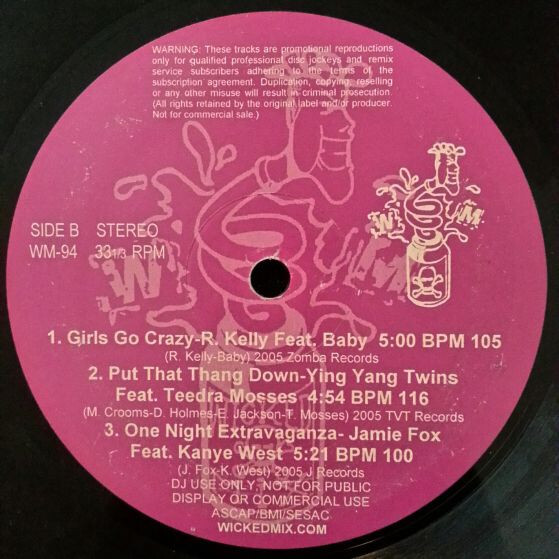 WARNING: These tracks are promotional reproductions
only for qualified professional disc jockeys and remix
service subscribers adhering to the terms of the
subscription agreement. Duplication, copying, reselling
or any other misuse will result in criminal prosecution.
(All rights retained by the original label and/or producer.
Not for commercial sale.)
SIDE B STEREO
WM-94 33 1/3 RPM
W M
W M
1. Girls Go Crazy-R. Kelly Feat. Baby 5:00 BPM 105
(R. Kelly-Baby) 2005 Zomba Records
2. Put That Thang Down-Ying Yang Twins
Feat. Teedra Mosses 4:54 BPM 116
(M. Crooms-D. Holmes-E. Jackson-T. Mosses) 2005 TVT Records
3. One Night Extravaganza- Jamie Fox
Feat. Kanye West 5:21 BPM 100
(J. Fox-K. West) 2005 J Records
DJ USE ONLY, NOT FOR PUBLIC
DISPLAY OR COMMERCIAL USE
ASCAP/BMI/SESAC
WICKEDMIX.COM